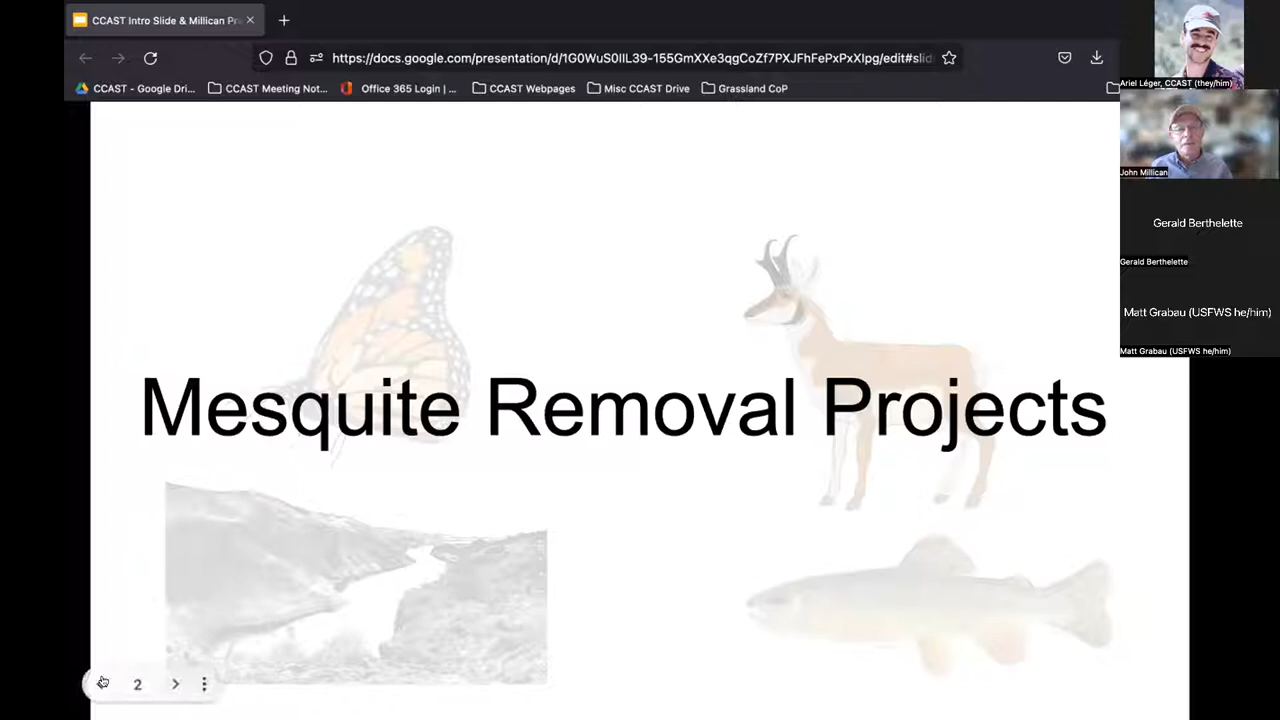 CCAST Intro Slide & Millican Pr
https://docs.google.com/presentation/d/1G0WuS0IIL39-155GmXXe3qgCoZf7PXJFhFePxPxXIpg/edit#slid
CCAST - Google Dri...
CCAST Meeting Not...
Office 365 Login | ...
CCAST Webpages
Misc CCAST Drive
Grassland CoP
Ariel Léger, CCAST (they/him)
John Millican
Gerald Berthelette
Gerald Berthelette
Matt Grabau (USFWS he/him)
Matt Grabau (USFWS he/him)
Mesquite Removal Projects
2